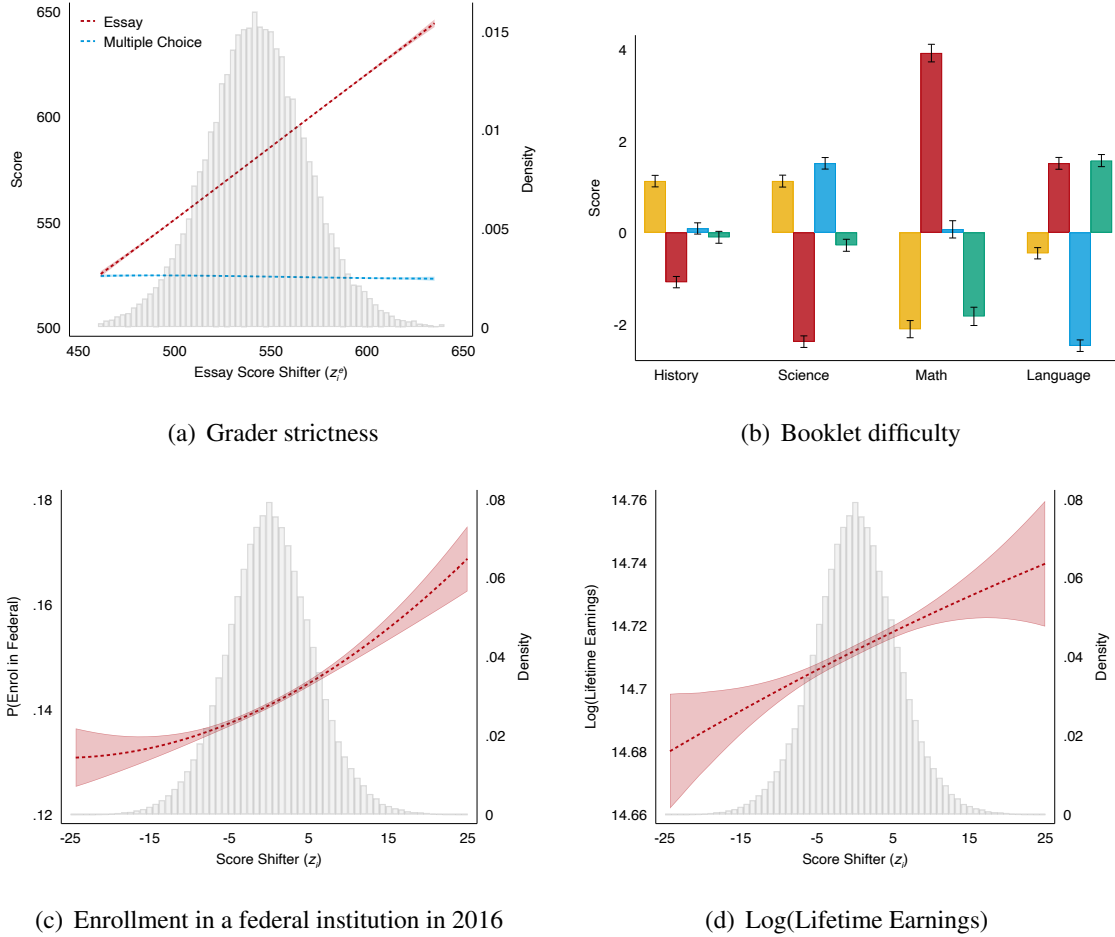 650
600
550
500
Score
Essay
Multiple Choice
.015
.01
.005
0
Density
450 500 550 600 650
Essay Score Shifter (z_i^e)
(a) Grader strictness
4
2
0
-2
Score
History Science Math Language
(b) Booklet difficulty
.18
.16
.14
.12
P(Enrol in Federal)
.08
.06
.04
.02
0
Density
-25 -15 -5 5 15 25
Score Shifter (z_i)
(c) Enrollment in a federal institution in 2016
14.76
14.74
14.72
14.7
14.68
14.66
Log(Lifetime Earnings)
.08
.06
.04
.02
0
Density
-25 -15 -5 5 15 25
Score Shifter (z_i)
(d) Log(Lifetime Earnings)